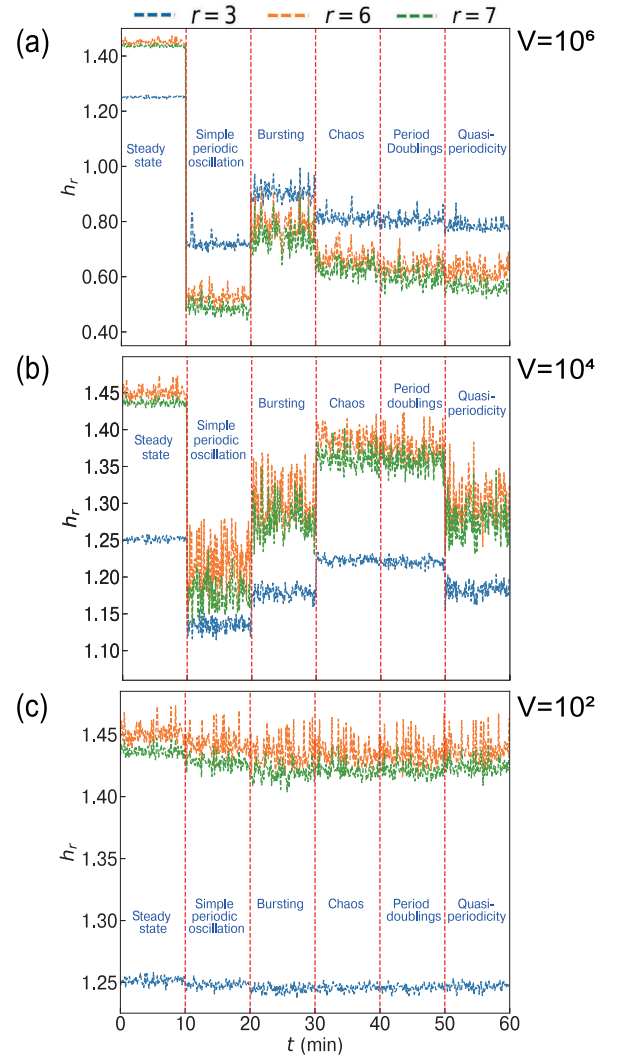 r = 3 r = 6 r = 7
(a) V=10⁶
1.40
1.20
1.00
0.80
0.60
0.40
hᵣ
Steady
state
Simple
periodic
oscillation
Bursting
Chaos
Period
Doublings
Quasi-
periodicity
(b) V=10⁴
1.45
1.40
1.35
1.30
1.25
1.20
1.15
1.10
hᵣ
Steady
state
Simple
periodic
oscillation
Bursting
Chaos
Period
doublings
Quasi-
periodicity
(c) V=10²
1.45
1.40
1.35
1.30
1.25
hᵣ
Steady
state
Simple
periodic
oscillation
Bursting
Chaos
Period
doublings
Quasi-
periodicity
0 10 20 30 40 50 60
t (min)